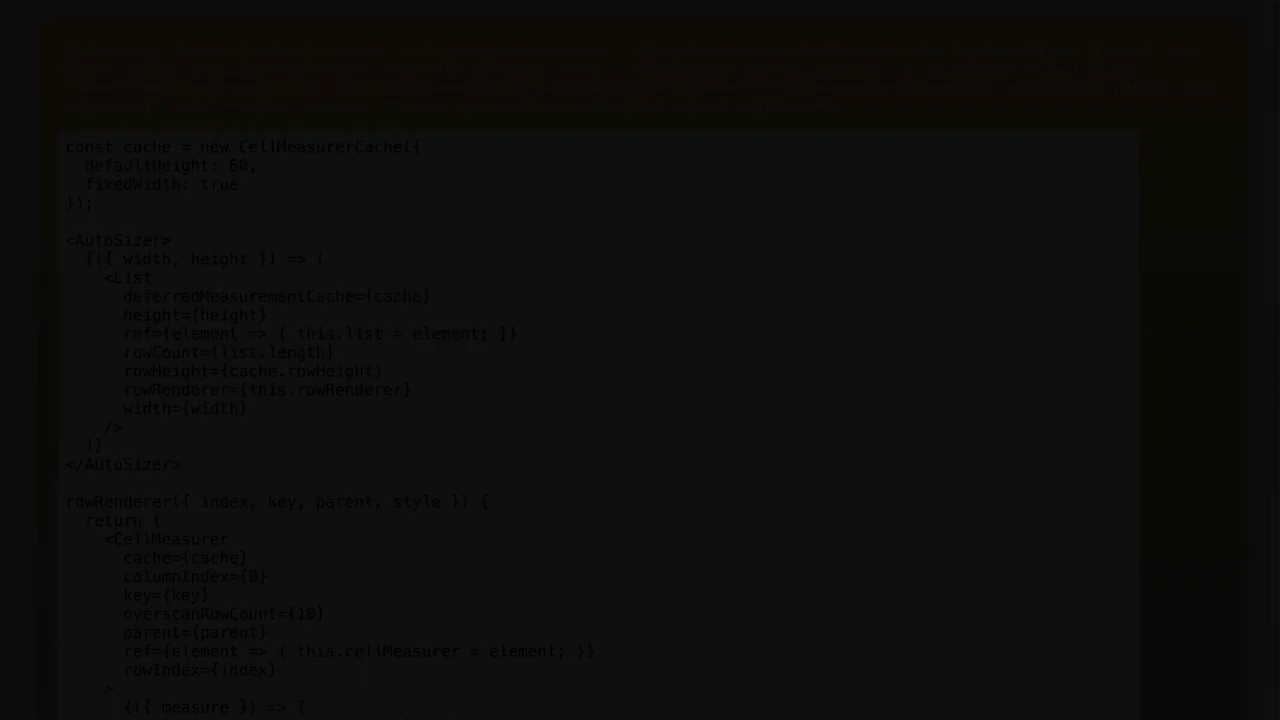 const cache = new CellMeasurerCache({
  defaultHeight: 60,
  fixedWidth: true
});

<AutoSizer>
  {({ width, height }) => (
    <List
      deferredMeasurementCache={cache}
      height={height}
      ref={element => { this.list = element; }}
      rowCount={list.length}
      rowHeight={cache.rowHeight}
      rowRenderer={this.rowRenderer}
      width={width}
    />
  )}
</AutoSizer>

rowRenderer({ index, key, parent, style }) {
  return (
    <CellMeasurer
      cache={cache}
      columnIndex={0}
      key={key}
      overscanRowCount={10}
      parent={parent}
      ref={element => { this.cellMeasurer = element; }}
      rowIndex={index}
    >
      {({ measure }) => {